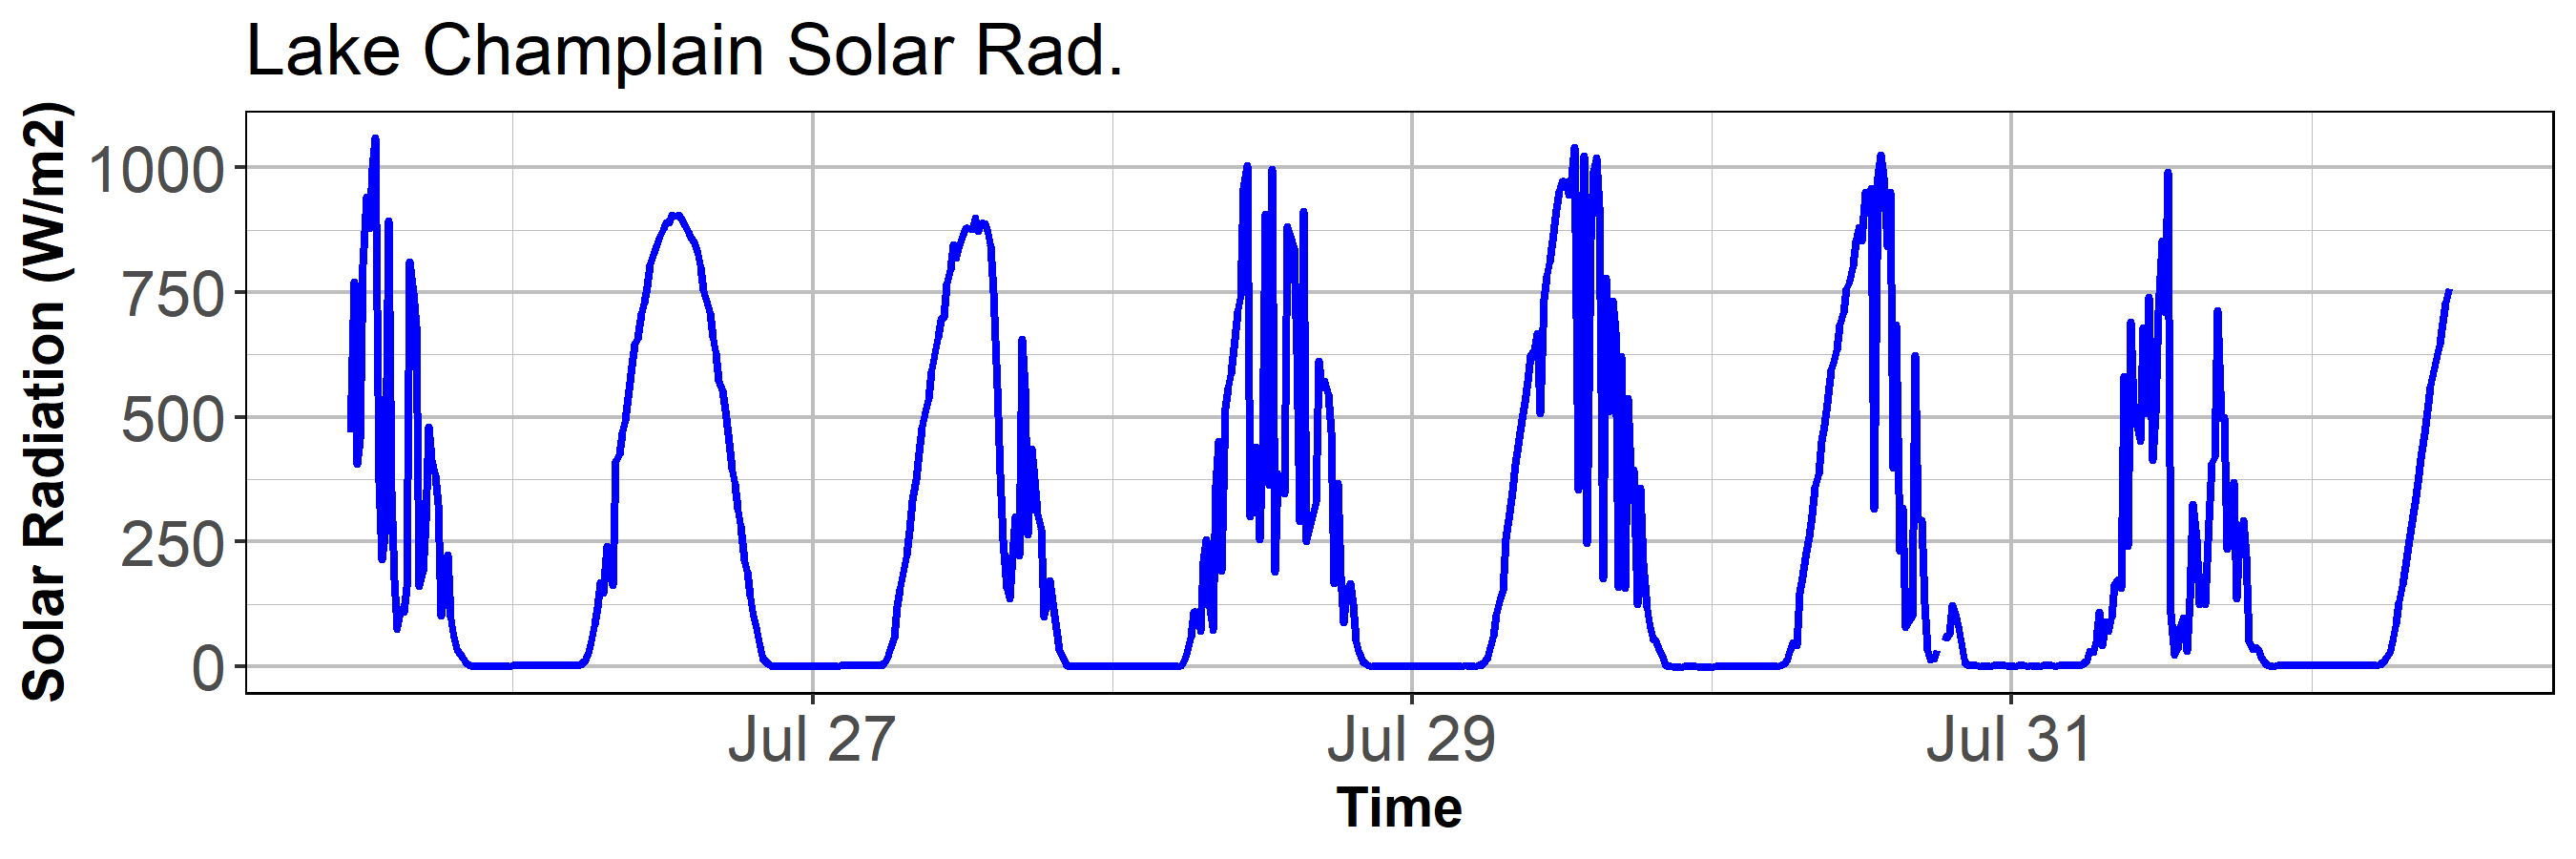 Lake Champlain Solar Rad.
Solar Radiation (W/m2)
1000
750
500
250
0
Jul 27
Jul 29
Jul 31
Time